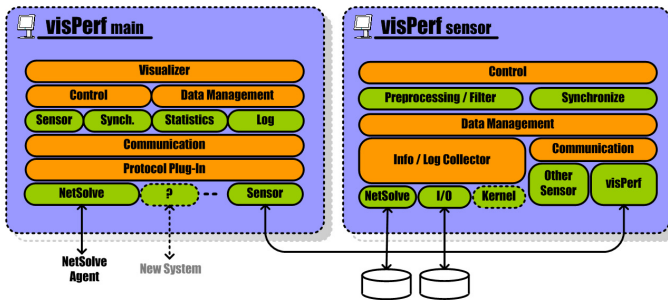 visPerf main
Visualizer
Control
Data Management
Sensor
Synch.
Statistics
Log
Communication
Protocol Plug-In
NetSolve
?
Sensor
NetSolve
Agent
New System
visPerf sensor
Control
Preprocessing / Filter
Synchronize
Data Management
Info / Log Collector
Communication
NetSolve
I/O
Kernel
Other
Sensor
visPerf